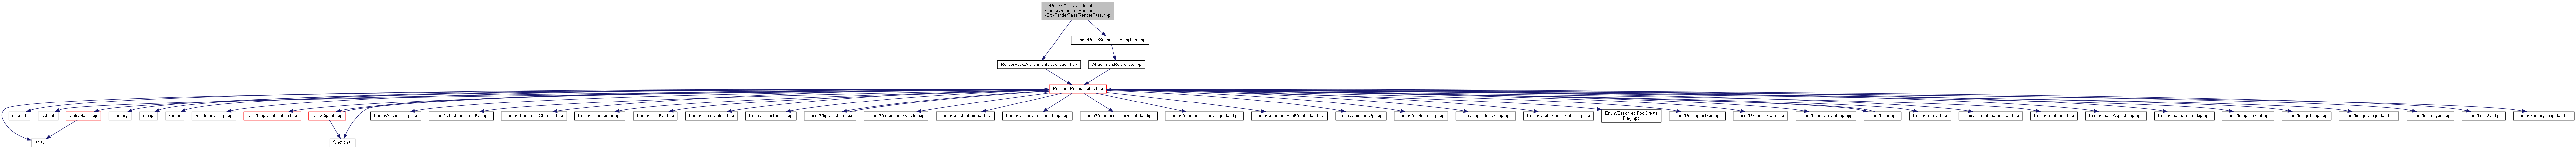 Z:/Projets/C++/RenderLib
/source/Renderer/Renderer
/Src/RenderPass/RenderPass.hpp
RenderPass/SubpassDescription.hpp
RenderPass/AttachmentDescription.hpp
AttachmentReference.hpp
RendererPrerequisites.hpp
cassert
cstdint
Utils/Mat4.hpp
memory
string
vector
RendererConfig.hpp
Utils/FlagCombination.hpp
Utils/Signal.hpp
Enum/AccessFlag.hpp
Enum/AttachmentLoadOp.hpp
Enum/AttachmentStoreOp.hpp
Enum/BlendFactor.hpp
Enum/BlendOp.hpp
Enum/BorderColour.hpp
Enum/BufferTarget.hpp
Enum/ClipDirection.hpp
Enum/ComponentSwizzle.hpp
Enum/ConstantFormat.hpp
Enum/ColourComponentFlag.hpp
Enum/CommandBufferResetFlag.hpp
Enum/CommandBufferUsageFlag.hpp
Enum/CommandPoolCreateFlag.hpp
Enum/CompareOp.hpp
Enum/CullModeFlag.hpp
Enum/DependencyFlag.hpp
Enum/DepthStencilStateFlag.hpp
Enum/DescriptorPoolCreate
Flag.hpp
Enum/DescriptorType.hpp
Enum/DynamicState.hpp
Enum/FenceCreateFlag.hpp
Enum/Filter.hpp
Enum/Format.hpp
Enum/FormatFeatureFlag.hpp
Enum/FrontFace.hpp
Enum/ImageAspectFlag.hpp
Enum/ImageCreateFlag.hpp
Enum/ImageLayout.hpp
Enum/ImageTiling.hpp
Enum/ImageUsageFlag.hpp
Enum/IndexType.hpp
Enum/LogicOp.hpp
Enum/MemoryHeapFlag.hpp
array
functional